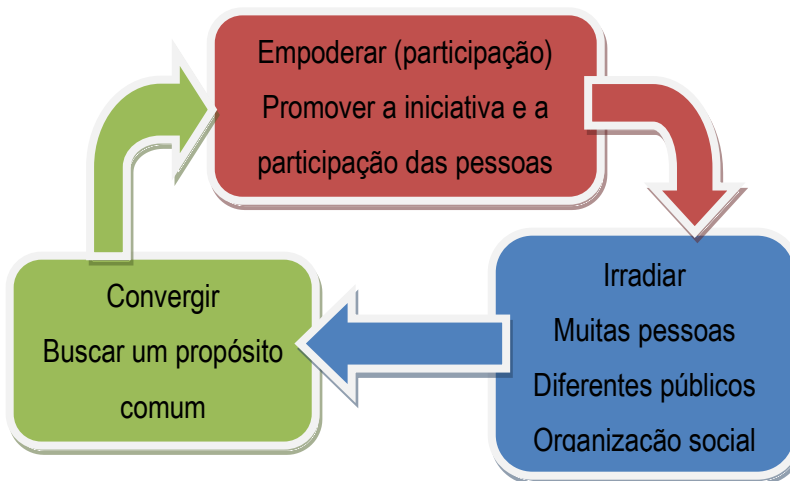 Empoderar (participação)
Promover a iniciativa e a
participação das pessoas
Irradiar
Muitas pessoas
Diferentes públicos
Organização social
Convergir
Buscar um propósito
comum